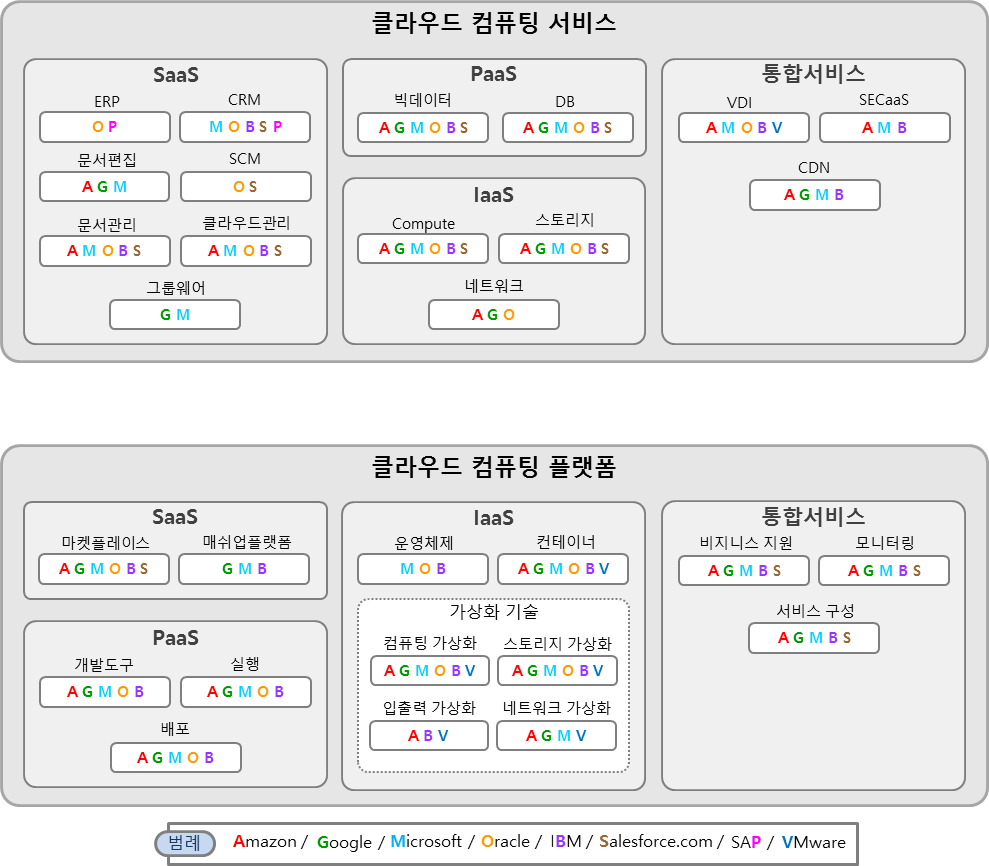 클라우드 컴퓨팅 서비스
SaaS
ERP
O P
CRM
M O B S P
문서편집
A G M
SCM
O S
문서관리
A M O B S
클라우드관리
A M O B S
그룹웨어
G M
PaaS
빅데이터
A G M O B S
DB
A G M O B S
IaaS
Compute
A G M O B S
스토리지
A G M O B S
네트워크
A G O
통합서비스
VDI
A M O B V
SECaaS
A M B
CDN
A G M B
클라우드 컴퓨팅 플랫폼
SaaS
마켓플레이스
A G M O B S
매쉬업플랫폼
G M B
PaaS
개발도구
A G M O B
실행
A G M O B
배포
A G M O B
IaaS
운영체제
M O B
컨테이너
A G M O B V
가상화 기술
컴퓨팅 가상화
A G M O B V
스토리지 가상화
A G M O B V
입출력 가상화
A B V
네트워크 가상화
A G M V
통합서비스
비지니스 지원
A G M B S
모니터링
A G M B S
서비스 구성
A G M B S
범례
Amazon / Google / Microsoft / Oracle / IBM / Salesforce.com / SAP / VMware